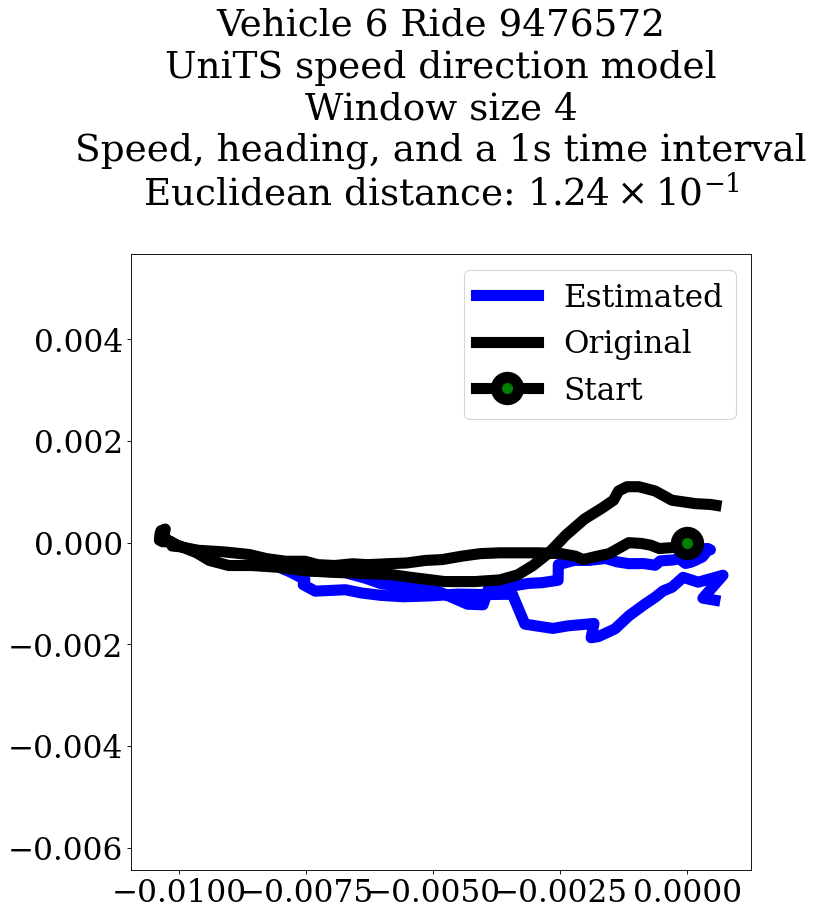 Vehicle 6 Ride 9476572
UniTS speed direction model
Window size 4
Speed, heading, and a 1s time interval
Euclidean distance: 1.24 × 10⁻¹
Estimated
Original
Start
0.004
0.002
0.000
−0.002
−0.004
−0.006
−0.0100 −0.0075 −0.0050 −0.0025 0.0000